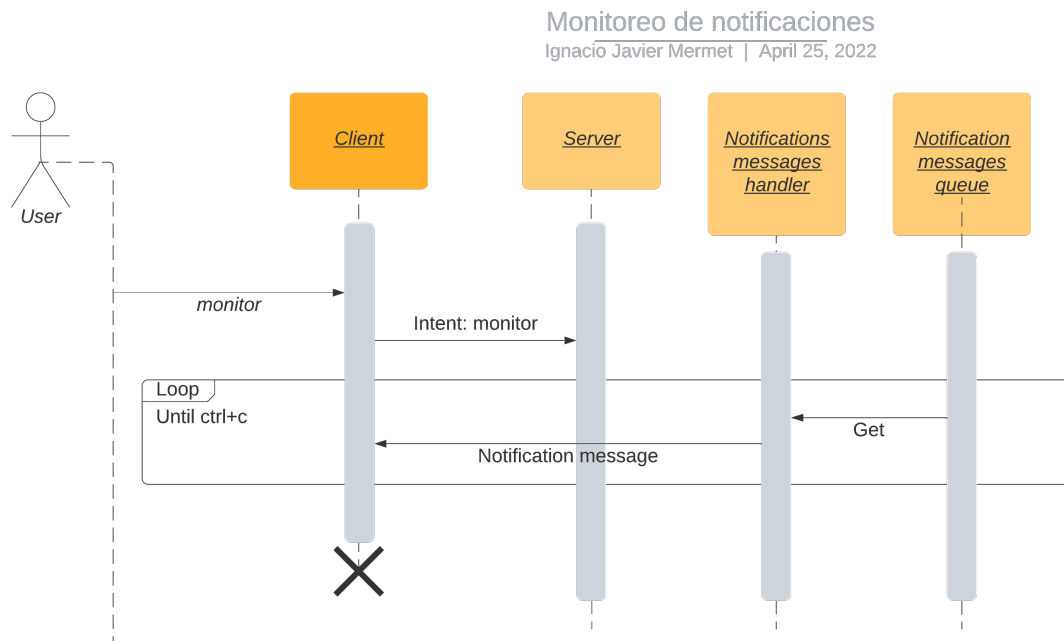 Monitoreo de notificaciones
Ignacio Javier Mermet | April 25, 2022
Client
Server
Notifications
messages
handler
Notification
messages
queue
User
monitor
Intent: monitor
Loop
Until ctrl+c
Get
Notification message